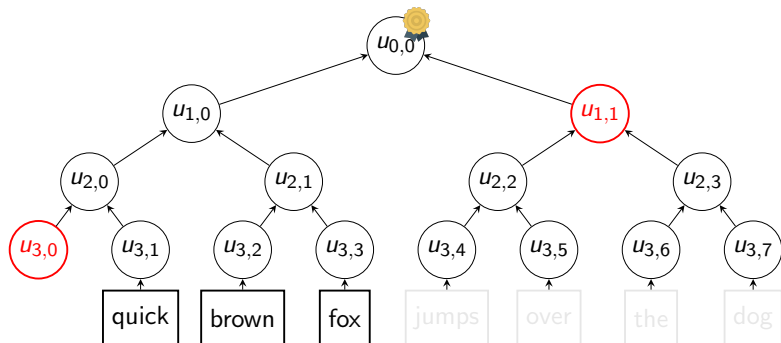 u0,0
u1,0 u1,1
u2,0 u2,1 u2,2 u2,3
u3,0 u3,1 u3,2 u3,3 u3,4 u3,5 u3,6 u3,7
quick brown fox jumps over the dog